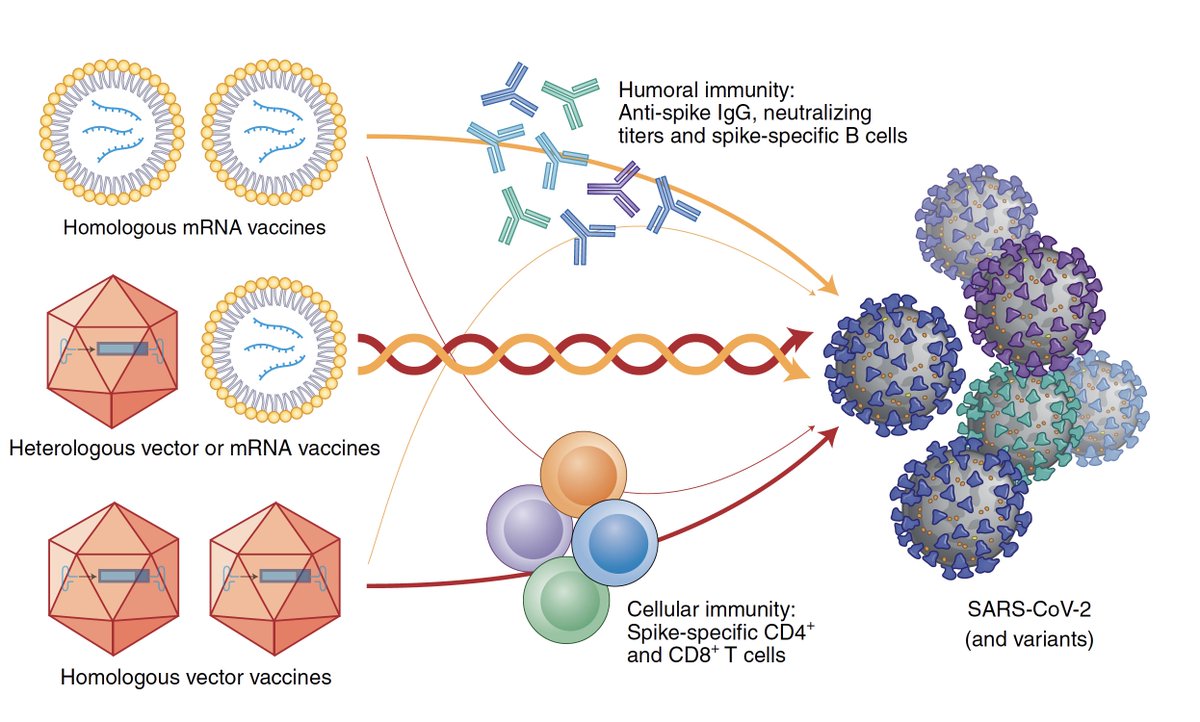 Humoral immunity:
Anti-spike IgG, neutralizing
titers and spike-specific B cells
Homologous mRNA vaccines
Heterologous vector or mRNA vaccines
Cellular immunity:
Spike-specific CD4⁺
and CD8⁺ T cells
SARS-CoV-2
(and variants)
Homologous vector vaccines